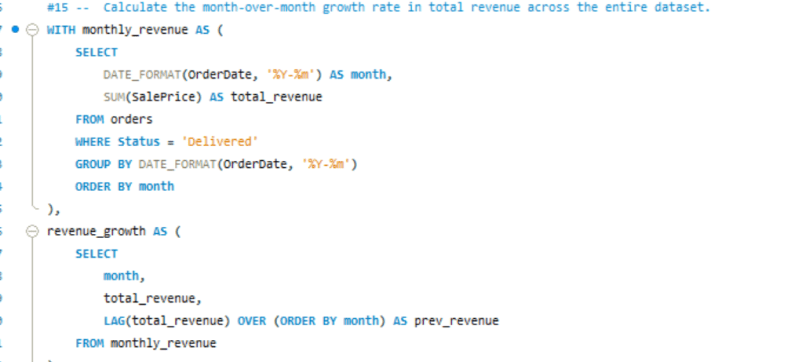 #15 -- Calculate the month-over-month growth rate in total revenue across the entire dataset.
WITH monthly_revenue AS (
SELECT
DATE_FORMAT(OrderDate, '%Y-%m') AS month,
SUM(SalePrice) AS total_revenue
FROM orders
WHERE Status = 'Delivered'
GROUP BY DATE_FORMAT(OrderDate, '%Y-%m')
ORDER BY month
),
revenue_growth AS (
SELECT
month,
total_revenue,
LAG(total_revenue) OVER (ORDER BY month) AS prev_revenue
FROM monthly_revenue